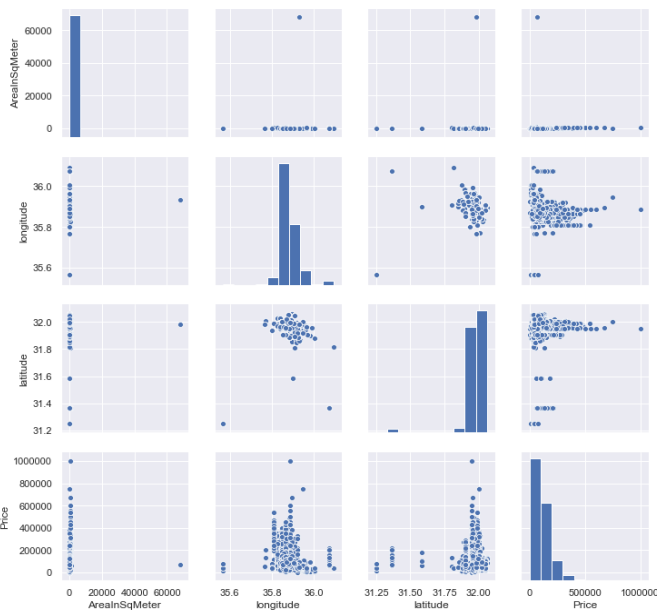 60000
40000
20000
0
AreaInSqMeter
36.0
35.8
35.6
longitude
32.0
31.8
31.6
31.4
31.2
latitude
1000000
800000
600000
400000
200000
0
Price
0 20000 40000 60000
AreaInSqMeter
35.6 35.8 36.0
longitude
31.25 31.50 31.75 32.00
latitude
0 500000 1000000
Price